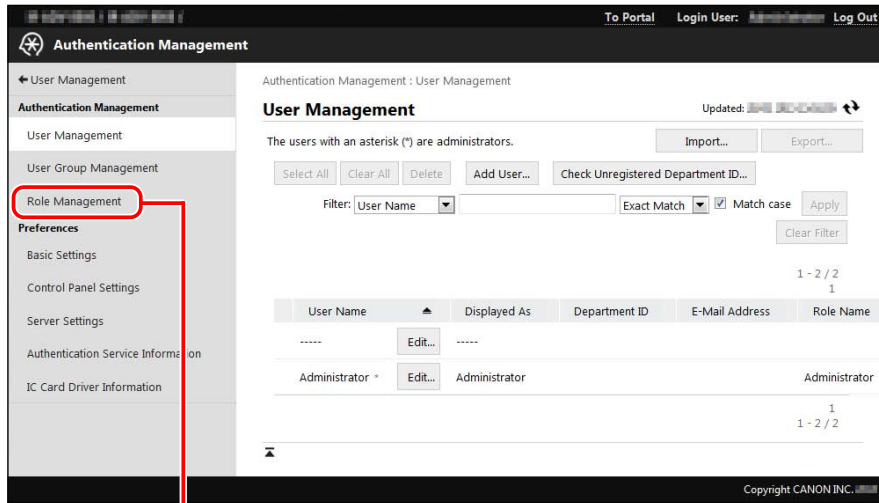 To Portal Login User: Log Out
Authentication Management
User Management
Authentication Management
User Management
User Group Management
Role Management
Preferences
Basic Settings
Control Panel Settings
Server Settings
Authentication Service Information
IC Card Driver Information
Authentication Management : User Management
User Management Updated:
The users with an asterisk (*) are administrators. Import... Export...
Select All Clear All Delete Add User... Check Unregistered Department ID...
Filter: User Name Exact Match Match case Apply
Clear Filter
1 - 2 / 2
1
User Name Displayed As Department ID E-Mail Address Role Name
----- Edit... -----
Administrator * Edit... Administrator Administrator
1
1 - 2 / 2
Copyright CANON INC.